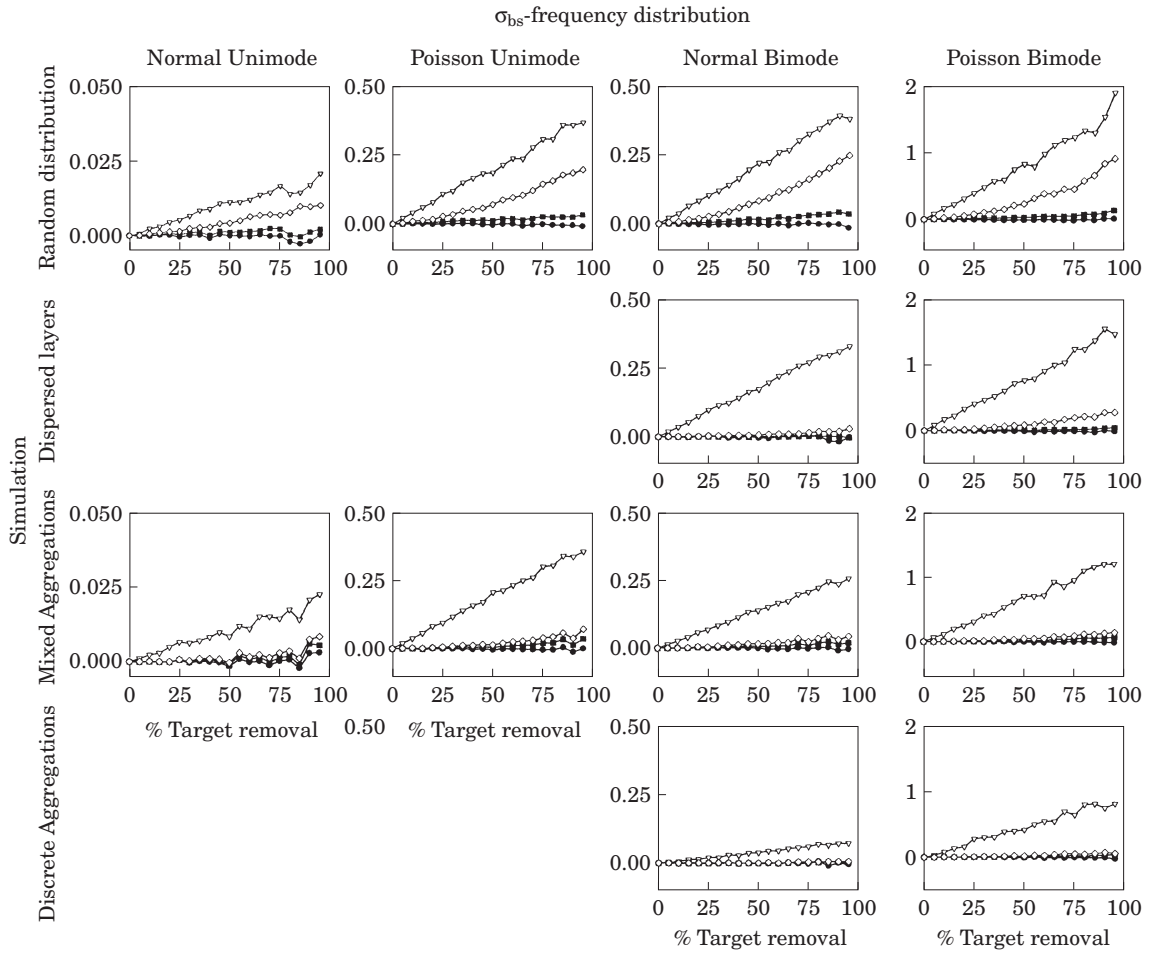 σbs-frequency distribution
Normal Unimode Poisson Unimode Normal Bimode Poisson Bimode
Simulation
Random distribution
0.050
0.025
0.000
0 25 50 75 100
0.50
0.25
0.00
0 25 50 75 100
0.50
0.25
0.00
0 25 50 75 100
2
1
0
0 25 50 75 100
Dispersed layers
0.50
0.25
0.00
0 25 50 75 100
2
1
0
0 25 50 75 100
Mixed Aggregations
0.050
0.025
0.000
0 25 50 75 100
% Target removal
0.50
0.25
0.00
0 25 50 75 100
% Target removal
0.50
0.25
0.00
0 25 50 75 100
2
1
0
0 25 50 75 100
Discrete Aggregations
0.50
0.50
0.25
0.00
0 25 50 75 100
% Target removal
2
1
0
0 25 50 75 100
% Target removal